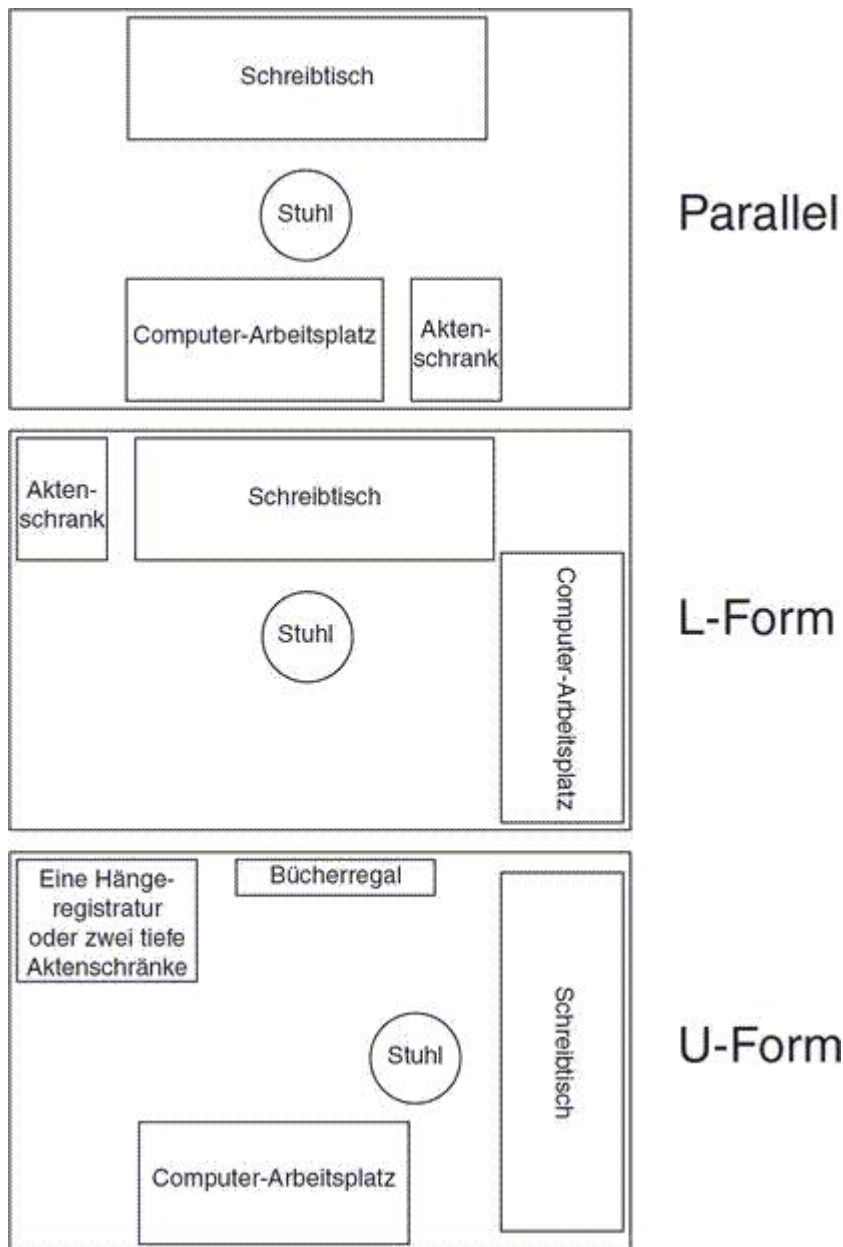 Schreibtisch
Stuhl
Computer-Arbeitsplatz
Akten-
schrank
Parallel
Akten-
schrank
Schreibtisch
Stuhl
Computer-Arbeitsplatz
L-Form
Eine Hänge-
registratur
oder zwei tiefe
Aktenschränke
Bücherregal
Stuhl
Schreibtisch
Computer-Arbeitsplatz
U-Form